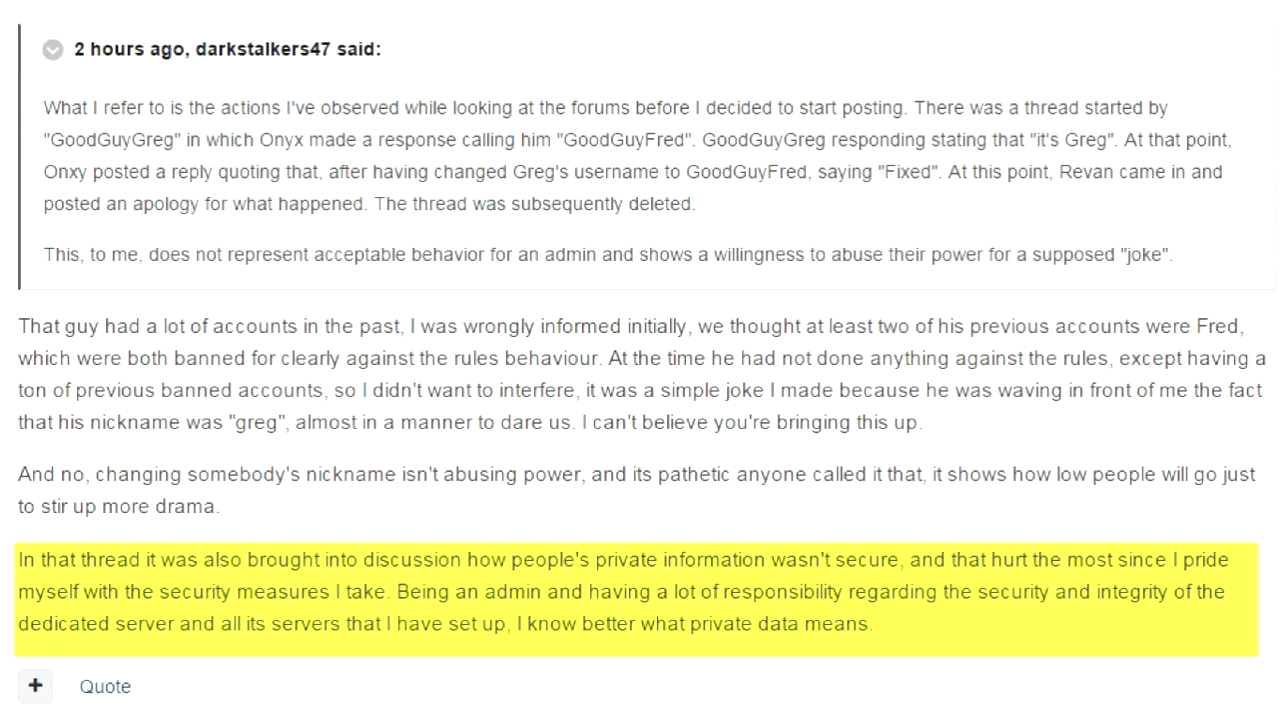 2 hours ago, darkstalkers47 said:
What I refer to is the actions I've observed while looking at the forums before I decided to start posting. There was a thread started by
"GoodGuyGreg" in which Onyx made a response calling him "GoodGuyFred". GoodGuyGreg responding stating that "it's Greg". At that point,
Onxy posted a reply quoting that, after having changed Greg's username to GoodGuyFred, saying "Fixed". At this point, Revan came in and
posted an apology for what happened. The thread was subsequently deleted.
This, to me, does not represent acceptable behavior for an admin and shows a willingness to abuse their power for a supposed "joke".
That guy had a lot of accounts in the past, I was wrongly informed initially, we thought at least two of his previous accounts were Fred,
which were both banned for clearly against the rules behaviour. At the time he had not done anything against the rules, except having a
ton of previous banned accounts, so I didn't want to interfere, it was a simple joke I made because he was waving in front of me the fact
that his nickname was "greg", almost in a manner to dare us. I can't believe you're bringing this up.
And no, changing somebody's nickname isn't abusing power, and its pathetic anyone called it that, it shows how low people will go just
to stir up more drama.
In that thread it was also brought into discussion how people's private information wasn't secure, and that hurt the most since I pride
myself with the security measures I take. Being an admin and having a lot of responsibility regarding the security and integrity of the
dedicated server and all its servers that I have set up, I know better what private data means.
+ Quote